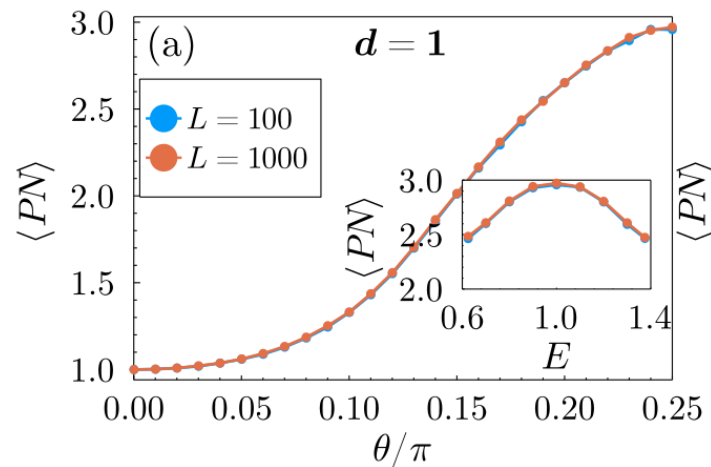 (a)
d = 1
L = 100
L = 1000
⟨PN⟩
3.0
2.5
2.0
1.5
1.0
0.00 0.05 0.10 0.15 0.20 0.25
θ/π
⟨PN⟩
3.0
2.5
2.0
0.6 1.0 1.4
E
⟨PN⟩